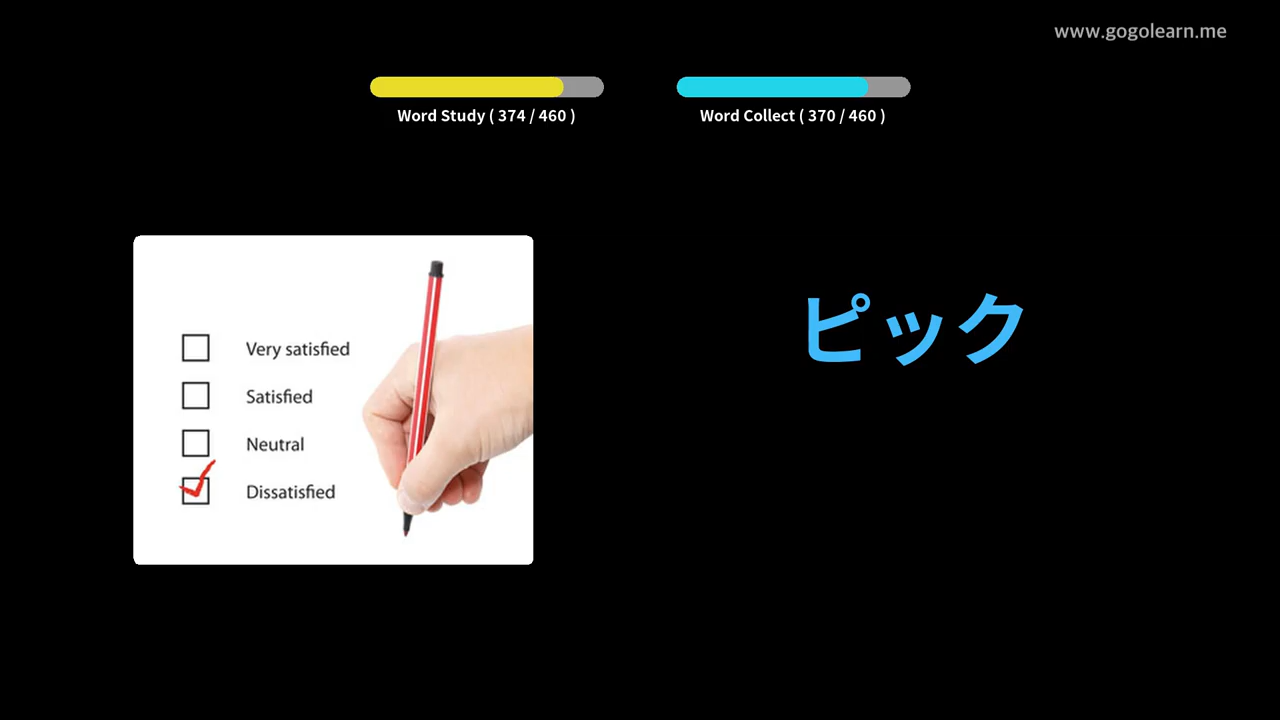 www.gogolearn.me
Word Study ( 374 / 460 )
Word Collect ( 370 / 460 )
ピック
Very satisfied
Satisfied
Neutral
Dissatisfied